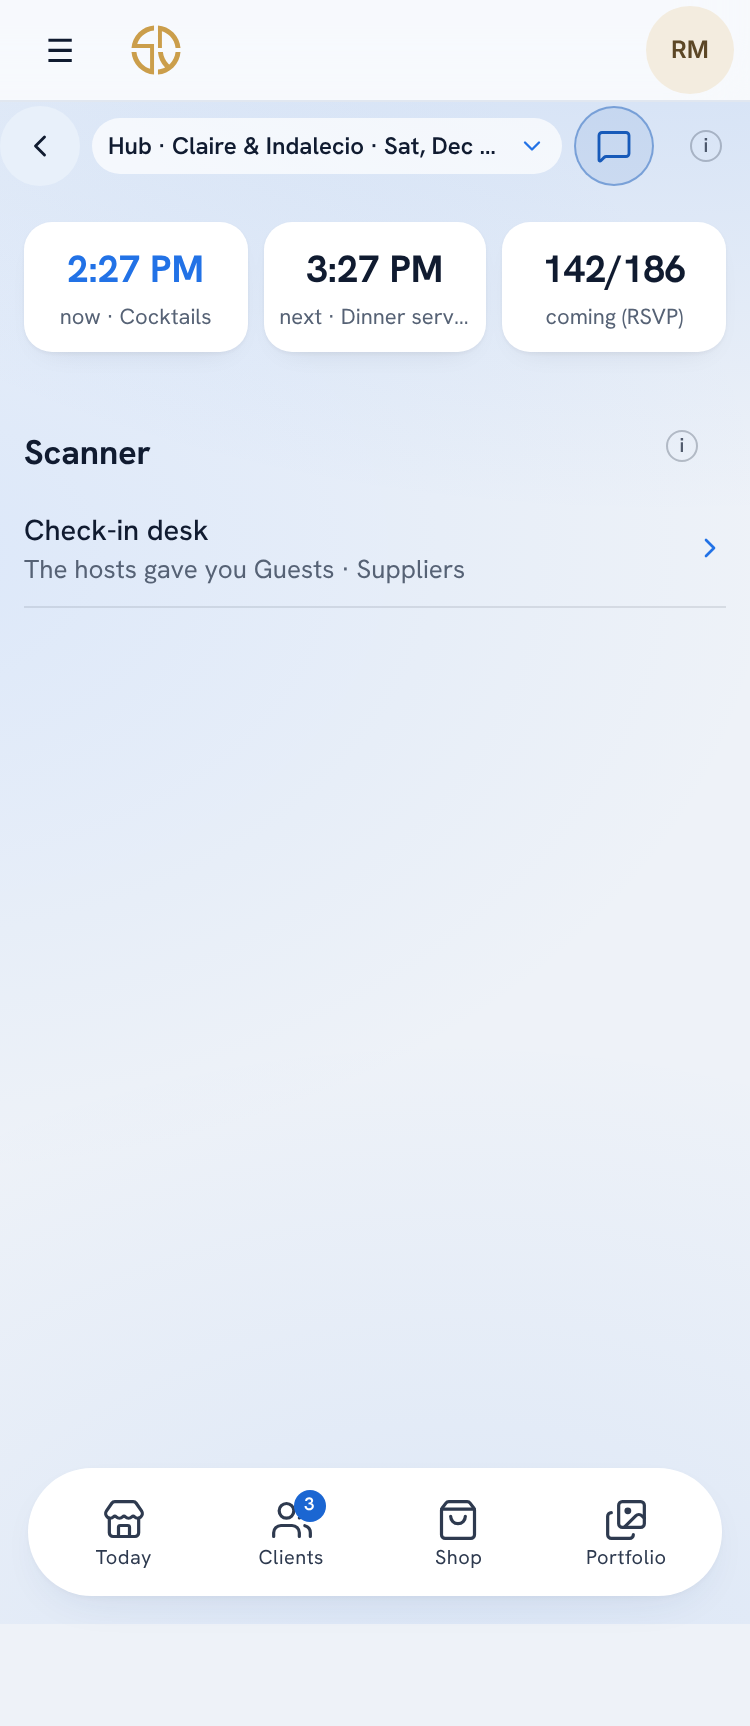 RM
Hub · Claire & Indalecio · Sat, Dec ...
i
2:27 PM
now · Cocktails
3:27 PM
next · Dinner serv...
142/186
coming (RSVP)
Scanner
i
Check-in desk
The hosts gave you Guests · Suppliers
3
Today
Clients
Shop
Portfolio